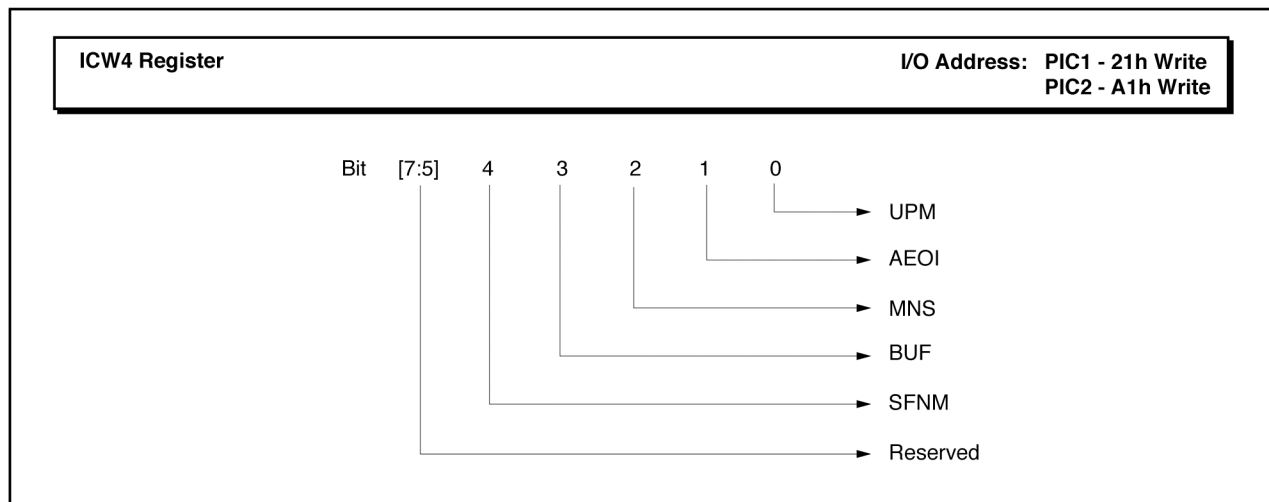 ICW4 Register
I/O Address: PIC1 - 21h Write
PIC2 - A1h Write
Bit [7:5] 4 3 2 1 0
UPM
AEOI
MNS
BUF
SFNM
Reserved